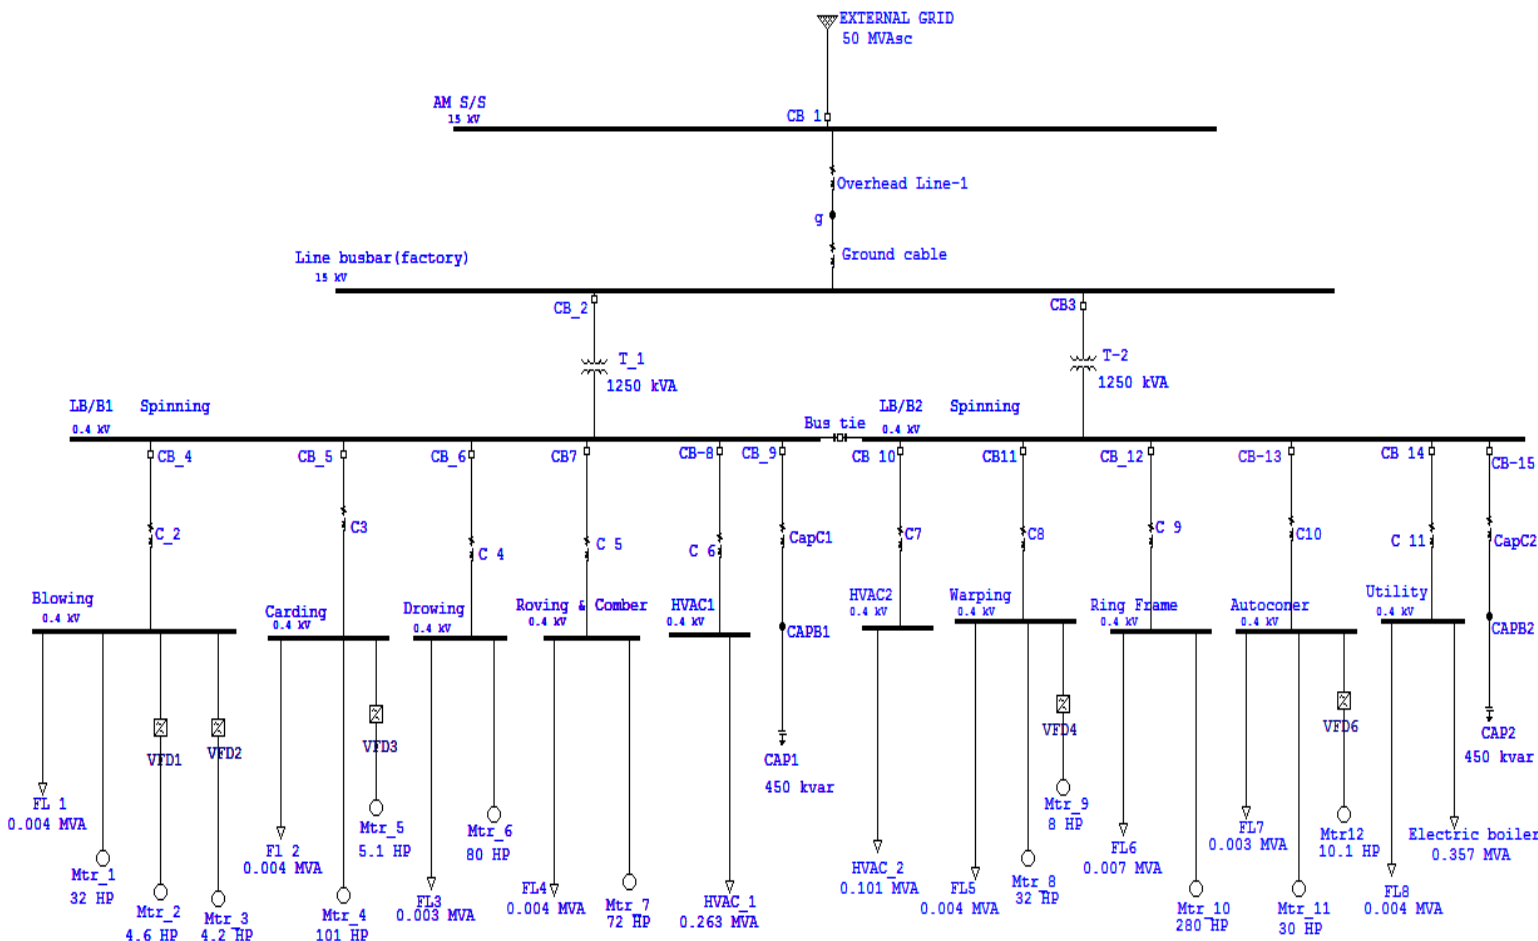 EXTERNAL GRID
50 MVAsc
AM S/S
15 kV
CB 1
Overhead Line-1
g
Ground cable
Line busbar(factory)
15 kV
CB_2
CB3
T_1
1250 kVA
T-2
1250 kVA
LB/B1 Spinning
0.4 kV
Bus tie
LB/B2 Spinning
0.4 kV
CB_4
CB_5
CB_6
CB7
CB-8
CB_9
CB 10
CB11
CB_12
CB-13
CB 14
CB-15
C_2
C3
C 4
C 5
C 6
CapC1
C7
C8
C 9
C10
C 11
CapC2
Blowing
0.4 kV
Carding
0.4 kV
Drowing
0.4 kV
Roving & Comber
0.4 kV
HVAC1
0.4 kV
CAPB1
HVAC2
0.4 kV
Warping
0.4 kV
Ring Frame
0.4 kV
Autoconer
0.4 kV
Utility
0.4 kV
CAPB2
VFD1
VFD2
VFD3
VFD4
VFD6
FL 1
0.004 MVA
Mtr_1
32 HP
Mtr_2
4.6 HP
Mtr_3
4.2 HP
Fl 2
0.004 MVA
Mtr_4
101 HP
Mtr_5
5.1 HP
FL3
0.003 MVA
Mtr_6
80 HP
FL4
0.004 MVA
Mtr_7
72 HP
HVAC_1
0.263 MVA
CAP1
450 kvar
HVAC_2
0.101 MVA
FL5
0.004 MVA
Mtr_8
32 HP
Mtr_9
8 HP
FL6
0.007 MVA
Mtr_10
280 HP
FL7
0.003 MVA
Mtr_11
30 HP
Mtr12
10.1 HP
FL8
0.004 MVA
Electric boiler
0.357 MVA
CAP2
450 kvar